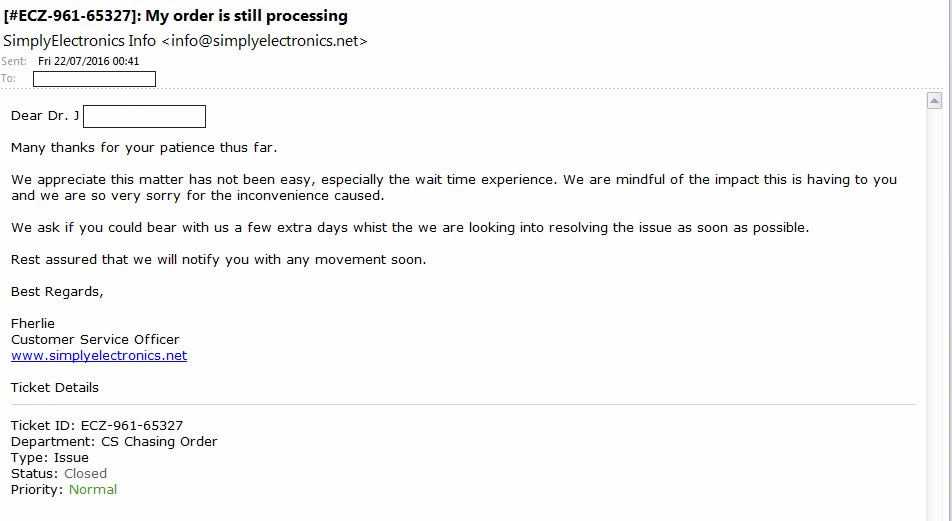 [#ECZ-961-65327]: My order is still processing
SimplyElectronics Info <info@simplyelectronics.net>
Sent: Fri 22/07/2016 00:41
To:
Dear Dr. J
Many thanks for your patience thus far.
We appreciate this matter has not been easy, especially the wait time experience. We are mindful of the impact this is having to you
and we are so very sorry for the inconvenience caused.
We ask if you could bear with us a few extra days whist the we are looking into resolving the issue as soon as possible.
Rest assured that we will notify you with any movement soon.
Best Regards,
Fherlie
Customer Service Officer
www.simplyelectronics.net
Ticket Details
Ticket ID: ECZ-961-65327
Department: CS Chasing Order
Type: Issue
Status: Closed
Priority: Normal